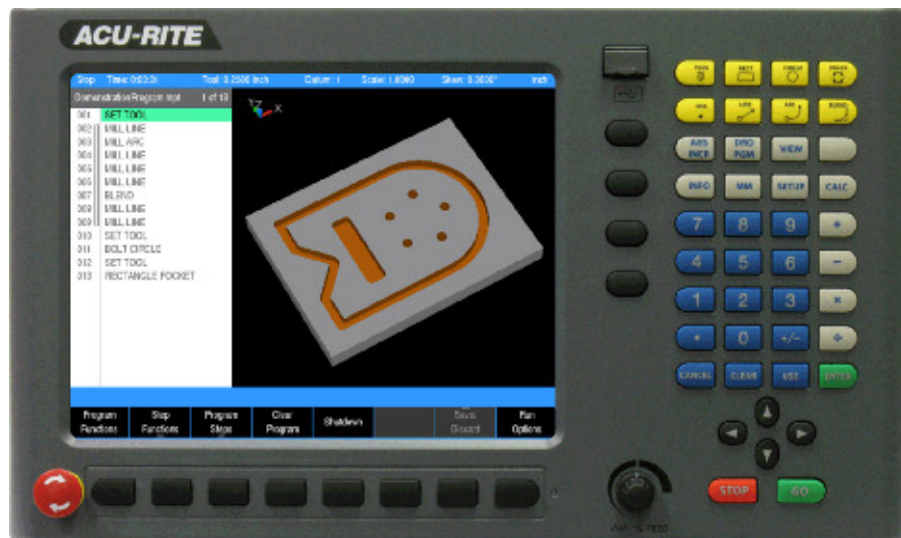 ACU-RITE
Stop Time: 0:03:31 Tool: 0.2500 Inch Datum: 1 Scale: 1.0000 Skew: 0.0000° Inch
DemonstrationProgram.mpt 1 of 13
001 SET TOOL
002 MILL LINE
003 MILL ARC
004 MILL LINE
005 MILL LINE
006 MILL LINE
007 BLEND
008 MILL LINE
009 MILL LINE
010 SET TOOL
011 BOLT CIRCLE
012 SET TOOL
013 RECTANGLE POCKET
Y Z X
Program Functions
Step Functions
Program Steps
Clear Program
Shutdown
Save/ Discard
Run Options
ABS INCR
DRO PGM
VIEW
INFO
MM
SETUP
CALC
7 8 9 +
4 5 6 −
1 2 3 ×
. 0 +/− ÷
CANCEL CLEAR USE ENTER
STOP GO
% FEED